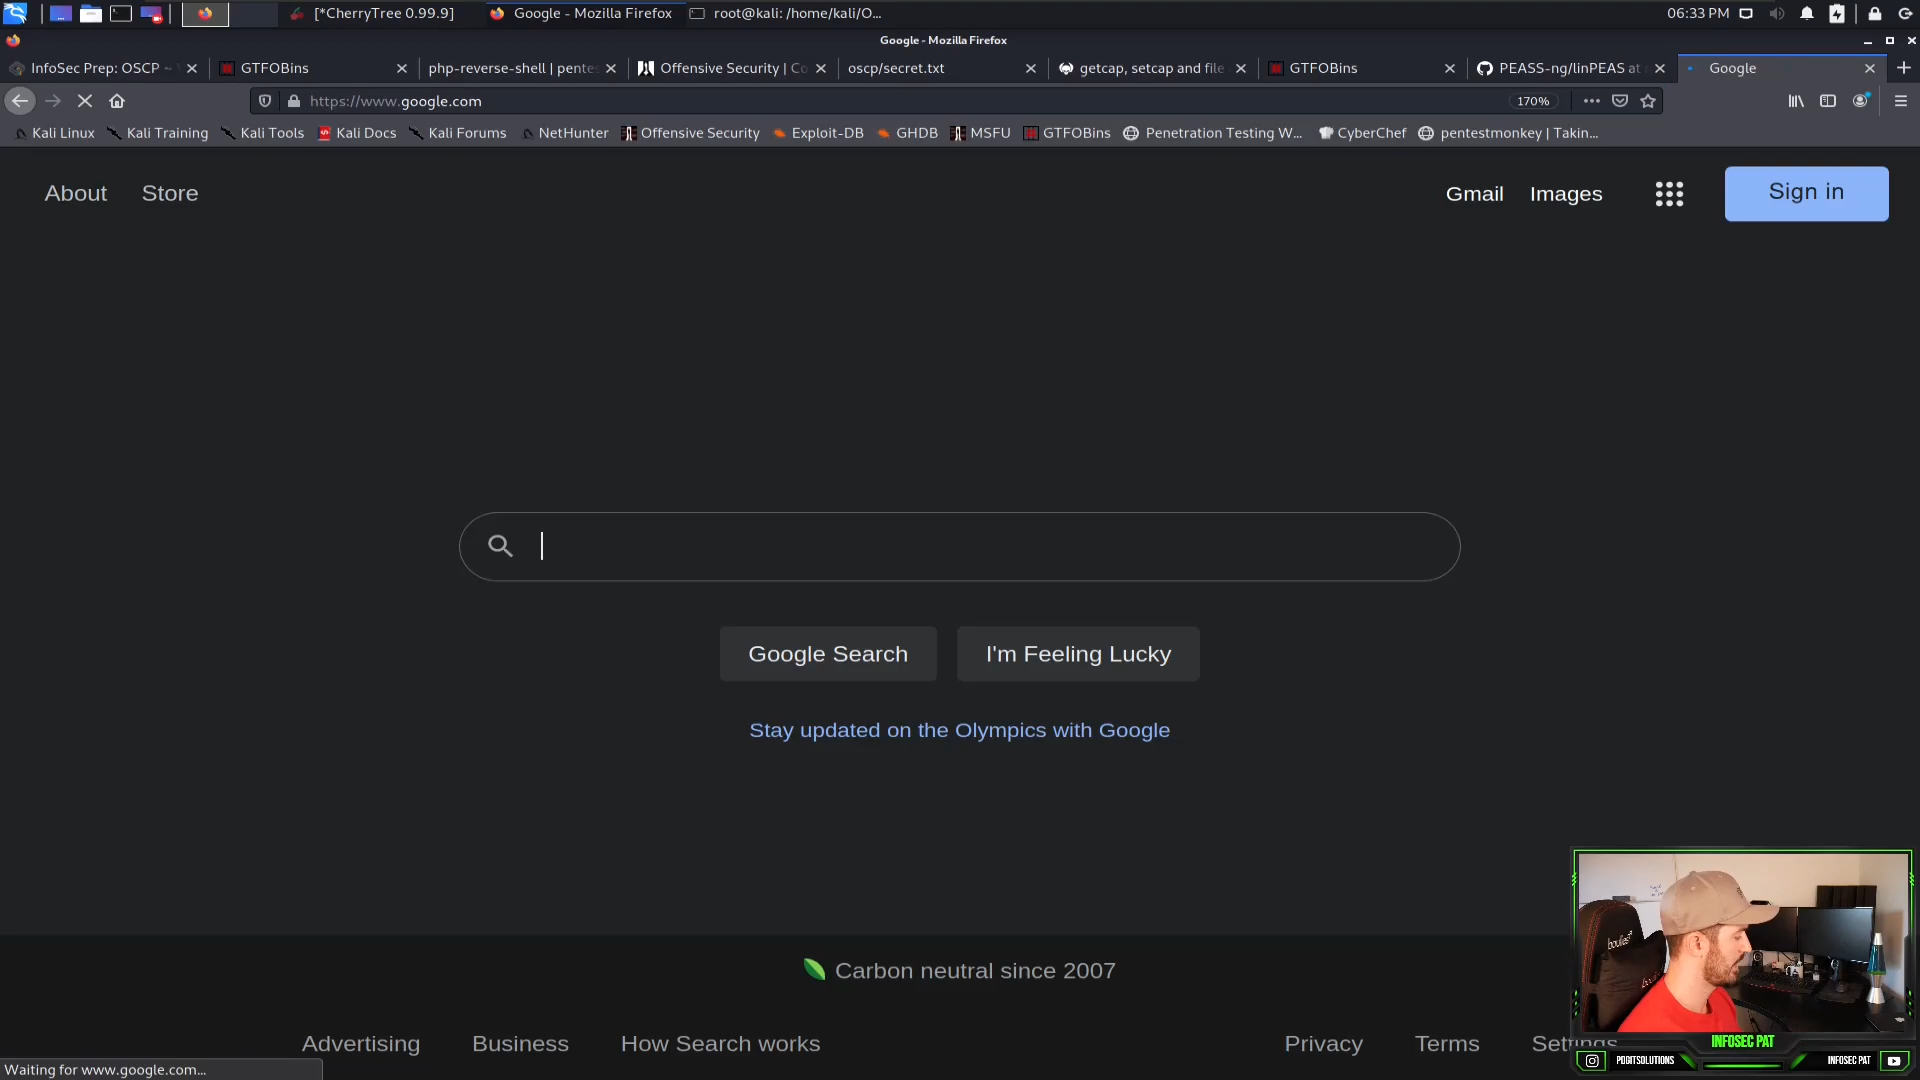 [*CherryTree 0.99.9]
Google - Mozilla Firefox
root@kali: /home/kali/O...
06:33 PM
Google - Mozilla Firefox
InfoSec Prep: OSCP ~
GTFOBins
php-reverse-shell | pente
Offensive Security | Co
oscp/secret.txt
getcap, setcap and file
GTFOBins
PEASS-ng/linPEAS at
Google
https://www.google.com
170%
Kali Linux
Kali Training
Kali Tools
Kali Docs
Kali Forums
NetHunter
Offensive Security
Exploit-DB
GHDB
MSFU
GTFOBins
Penetration Testing W...
CyberChef
pentestmonkey | Takin...
About
Store
Gmail
Images
Sign in
Google Search
I'm Feeling Lucky
Stay updated on the Olympics with Google
Carbon neutral since 2007
Advertising
Business
How Search works
Privacy
Terms
Settings
Waiting for www.google.com...
INFOSEC PAT
PDDITSOLUTIONS
INFOSEC PAT